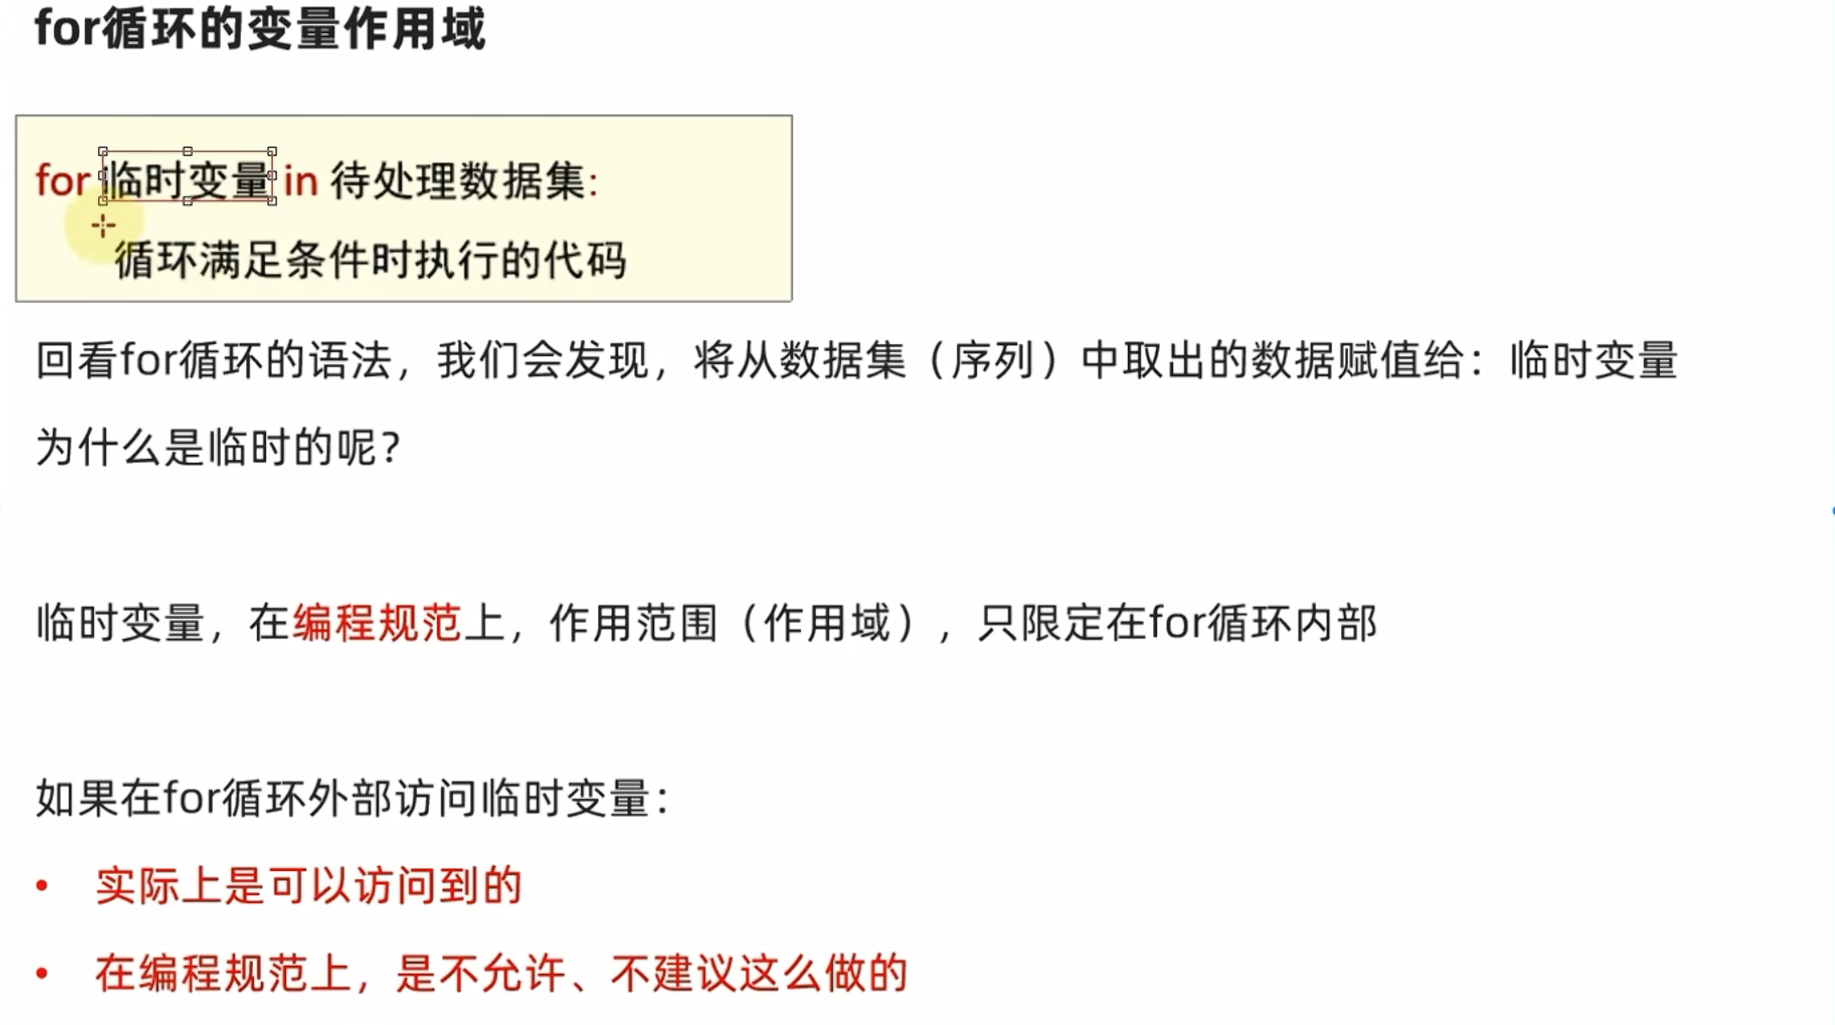 for循环的变量作用域
for 临时变量 in 待处理数据集:
循环满足条件时执行的代码
回看for循环的语法，我们会发现，将从数据集（序列）中取出的数据赋值给：临时变量
为什么是临时的呢？
临时变量，在编程规范上，作用范围（作用域），只限定在for循环内部
如果在for循环外部访问临时变量：
• 实际上是可以访问到的
• 在编程规范上，是不允许、不建议这么做的